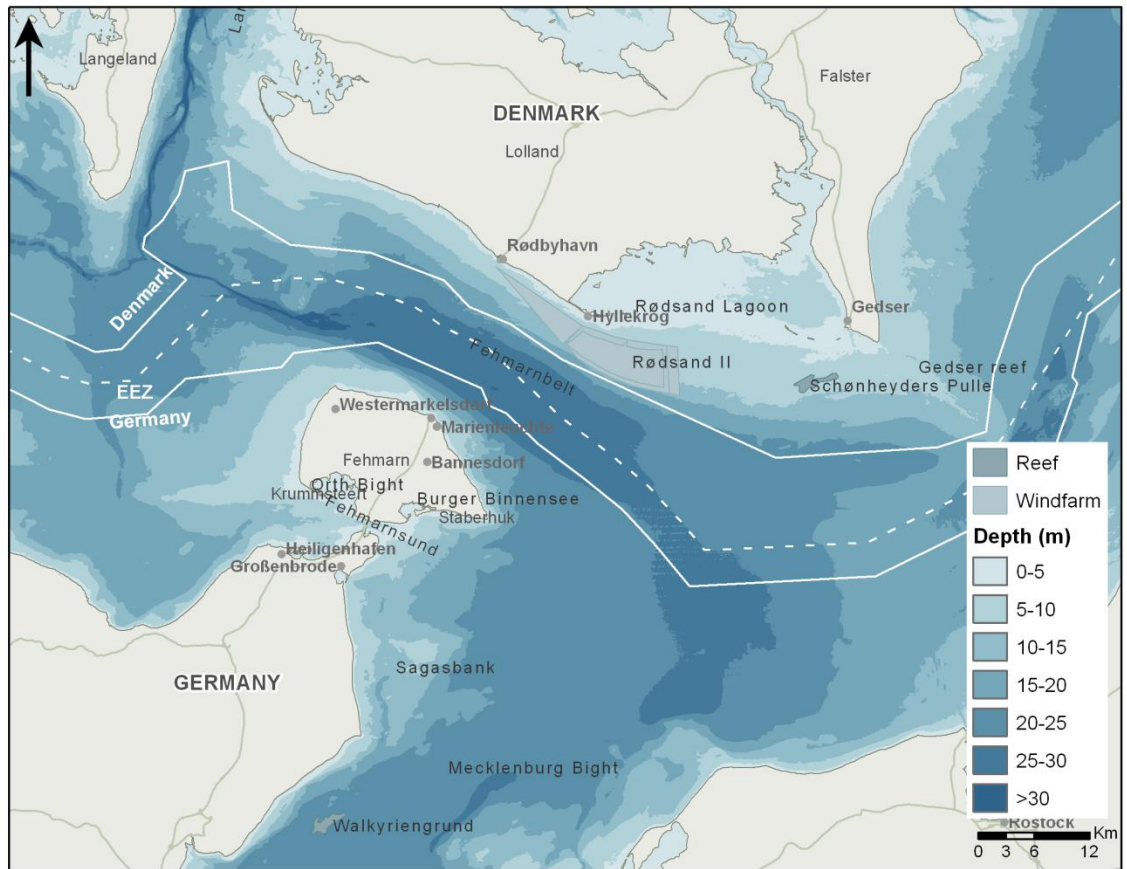 Lan
Langeland
Falster
DENMARK
Lolland
Rødbyhavn
Denmark
Rødsand Lagoon
Hyllekrog
Gedser
Fehmarnbelt
Rødsand II
Gedser reef
Schønheyders Pulle
EEZ
Germany
Westermarkelsdorf
Marienleuchte
Fehmarn
Bannesdorf
Orth Bight
Krummsteert
Burger Binnensee
Staberhuk
Fehmarnsund
Heiligenhafen
Großenbrode
Sagasbank
GERMANY
Mecklenburg Bight
Walkyriengrund
Reef
Windfarm
Depth (m)
0-5
5-10
10-15
15-20
20-25
25-30
>30
Rostock
Km
0 3 6 12